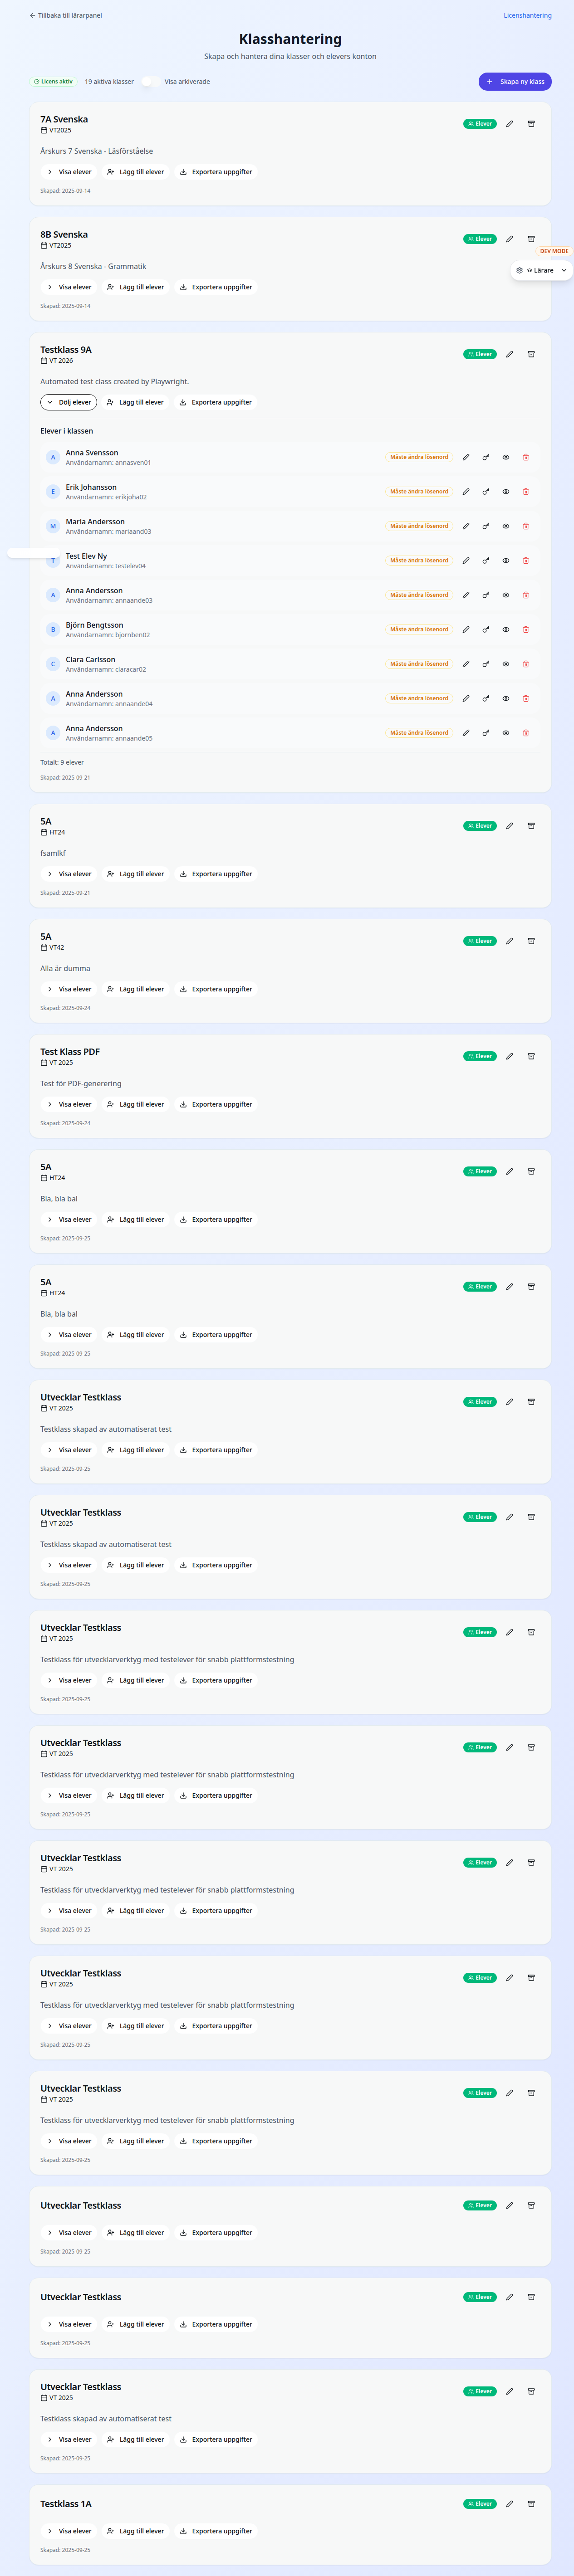 Tillbaka till lärarpanel
Licenshantering
Klasshantering
Skapa och hantera dina klasser och elevers konton
Licens aktiv 19 aktiva klasser Visa arkiverade Skapa ny klass
7A Svenska
Elever
VT2025
Årskurs 7 Svenska - Läsförståelse
Visa elever Lägg till elever Exportera uppgifter
Skapad: 2025-09-14
8B Svenska
Elever
VT2025
DEV MODE
Lärare
Årskurs 8 Svenska - Grammatik
Visa elever Lägg till elever Exportera uppgifter
Skapad: 2025-09-14
Testklass 9A
Elever
VT 2026
Automated test class created by Playwright.
Dölj elever Lägg till elever Exportera uppgifter
Elever i klassen
A
Anna Svensson
Användarnamn: annasven01
Måste ändra lösenord
E
Erik Johansson
Användarnamn: erikjoha02
Måste ändra lösenord
M
Maria Andersson
Användarnamn: mariaand03
Måste ändra lösenord
T
Test Elev Ny
Användarnamn: testelev04
Måste ändra lösenord
A
Anna Andersson
Användarnamn: annaande03
Måste ändra lösenord
B
Björn Bengtsson
Användarnamn: bjornben02
Måste ändra lösenord
C
Clara Carlsson
Användarnamn: claracar02
Måste ändra lösenord
A
Anna Andersson
Användarnamn: annaande04
Måste ändra lösenord
A
Anna Andersson
Användarnamn: annaande05
Måste ändra lösenord
Totalt: 9 elever
Skapad: 2025-09-21
5A
Elever
HT24
fsamlkf
Visa elever Lägg till elever Exportera uppgifter
Skapad: 2025-09-21
5A
Elever
VT42
Alla är dumma
Visa elever Lägg till elever Exportera uppgifter
Skapad: 2025-09-24
Test Klass PDF
Elever
VT 2025
Test för PDF-generering
Visa elever Lägg till elever Exportera uppgifter
Skapad: 2025-09-24
5A
Elever
HT24
Bla, bla bal
Visa elever Lägg till elever Exportera uppgifter
Skapad: 2025-09-25
5A
Elever
HT24
Bla, bla bal
Visa elever Lägg till elever Exportera uppgifter
Skapad: 2025-09-25
Utvecklar Testklass
Elever
VT 2025
Testklass skapad av automatiserat test
Visa elever Lägg till elever Exportera uppgifter
Skapad: 2025-09-25
Utvecklar Testklass
Elever
VT 2025
Testklass skapad av automatiserat test
Visa elever Lägg till elever Exportera uppgifter
Skapad: 2025-09-25
Utvecklar Testklass
Elever
VT 2025
Testklass för utvecklarverktyg med testelever för snabb plattformstestning
Visa elever Lägg till elever Exportera uppgifter
Skapad: 2025-09-25
Utvecklar Testklass
Elever
VT 2025
Testklass för utvecklarverktyg med testelever för snabb plattformstestning
Visa elever Lägg till elever Exportera uppgifter
Skapad: 2025-09-25
Utvecklar Testklass
Elever
VT 2025
Testklass för utvecklarverktyg med testelever för snabb plattformstestning
Visa elever Lägg till elever Exportera uppgifter
Skapad: 2025-09-25
Utvecklar Testklass
Elever
VT 2025
Testklass för utvecklarverktyg med testelever för snabb plattformstestning
Visa elever Lägg till elever Exportera uppgifter
Skapad: 2025-09-25
Utvecklar Testklass
Elever
VT 2025
Testklass för utvecklarverktyg med testelever för snabb plattformstestning
Visa elever Lägg till elever Exportera uppgifter
Skapad: 2025-09-25
Utvecklar Testklass
Elever
Visa elever Lägg till elever Exportera uppgifter
Skapad: 2025-09-25
Utvecklar Testklass
Elever
Visa elever Lägg till elever Exportera uppgifter
Skapad: 2025-09-25
Utvecklar Testklass
Elever
VT 2025
Testklass skapad av automatiserat test
Visa elever Lägg till elever Exportera uppgifter
Skapad: 2025-09-25
Testklass 1A
Elever
Visa elever Lägg till elever Exportera uppgifter
Skapad: 2025-09-25